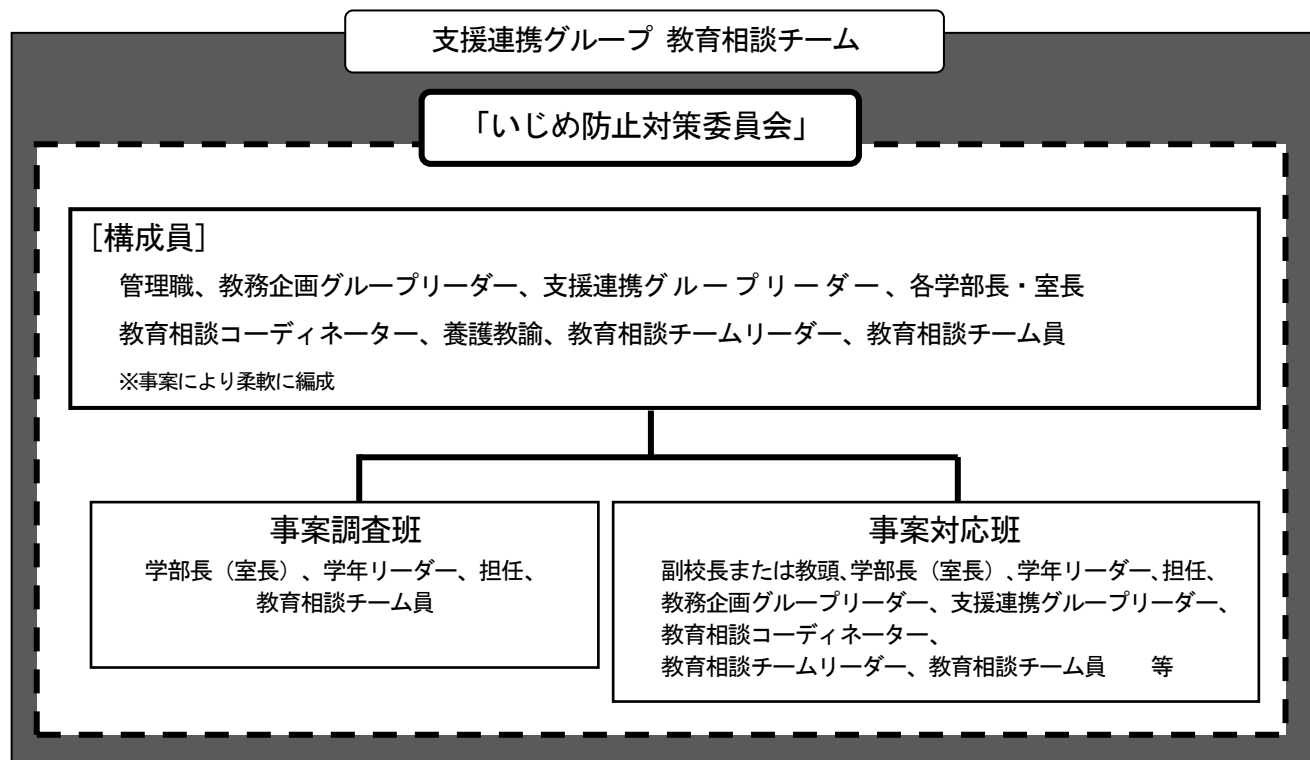 支援連携グループ 教育相談チーム
「いじめ防止対策委員会」
［構成員］
管理職、教務企画グループリーダー、支援連携グループリーダー、各学部長・室長
教育相談コーディネーター、養護教諭、教育相談チームリーダー、教育相談チーム員
※事案により柔軟に編成
事案調査班
学部長（室長）、学年リーダー、担任、
教育相談チーム員
事案対応班
副校長または教頭、学部長（室長）、学年リーダー、担任、
教務企画グループリーダー、支援連携グループリーダー、
教育相談コーディネーター、
教育相談チームリーダー、教育相談チーム員　　等